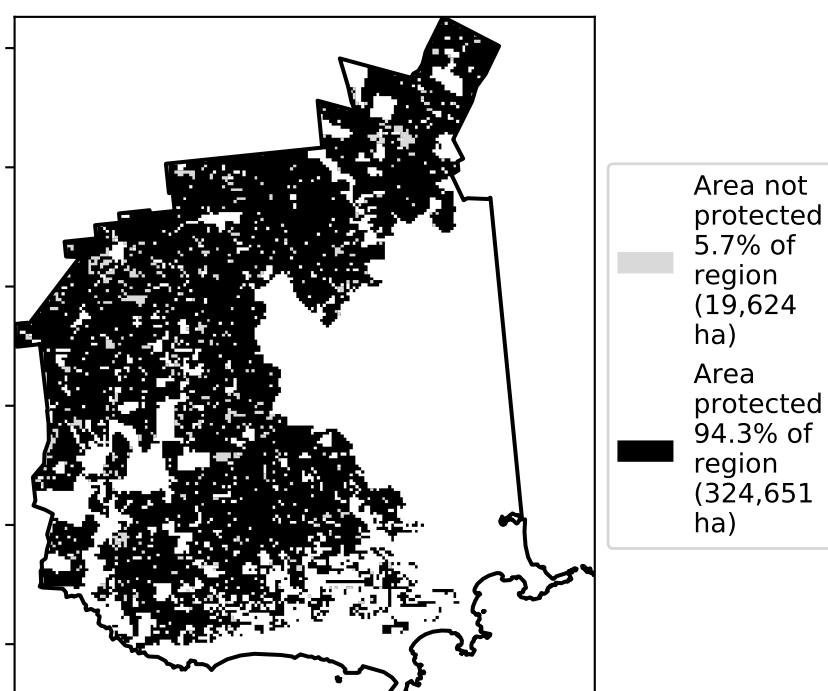 Area not
protected
5.7% of
region
(19,624
ha)
Area
protected
94.3% of
region
(324,651
ha)